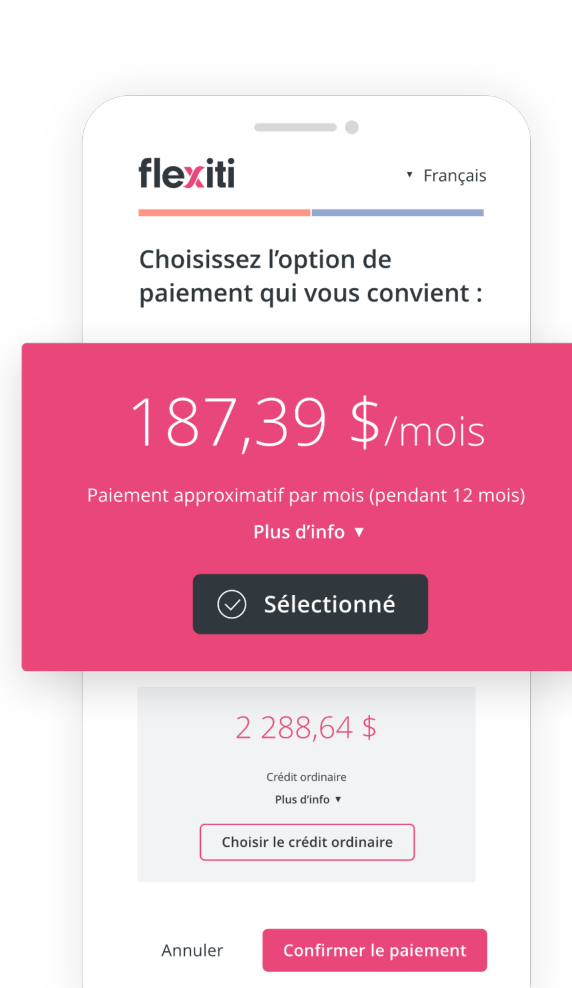 flexiti
▼ Français
Choisissez l’option de
paiement qui vous convient :
187,39 $/mois
Paiement approximatif par mois (pendant 12 mois)
Plus d’info ▼
Sélectionné
2 288,64 $
Crédit ordinaire
Plus d’info ▼
Choisir le crédit ordinaire
Annuler
Confirmer le paiement